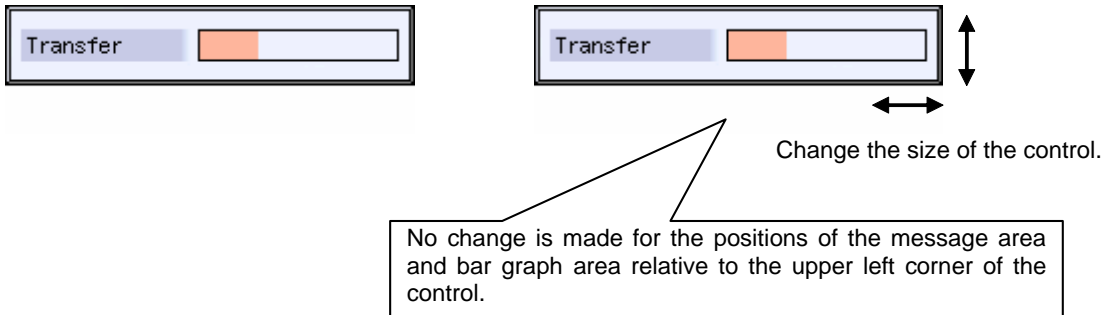 Transfer
Transfer
Change the size of the control.
No change is made for the positions of the message area
and bar graph area relative to the upper left corner of the
control.